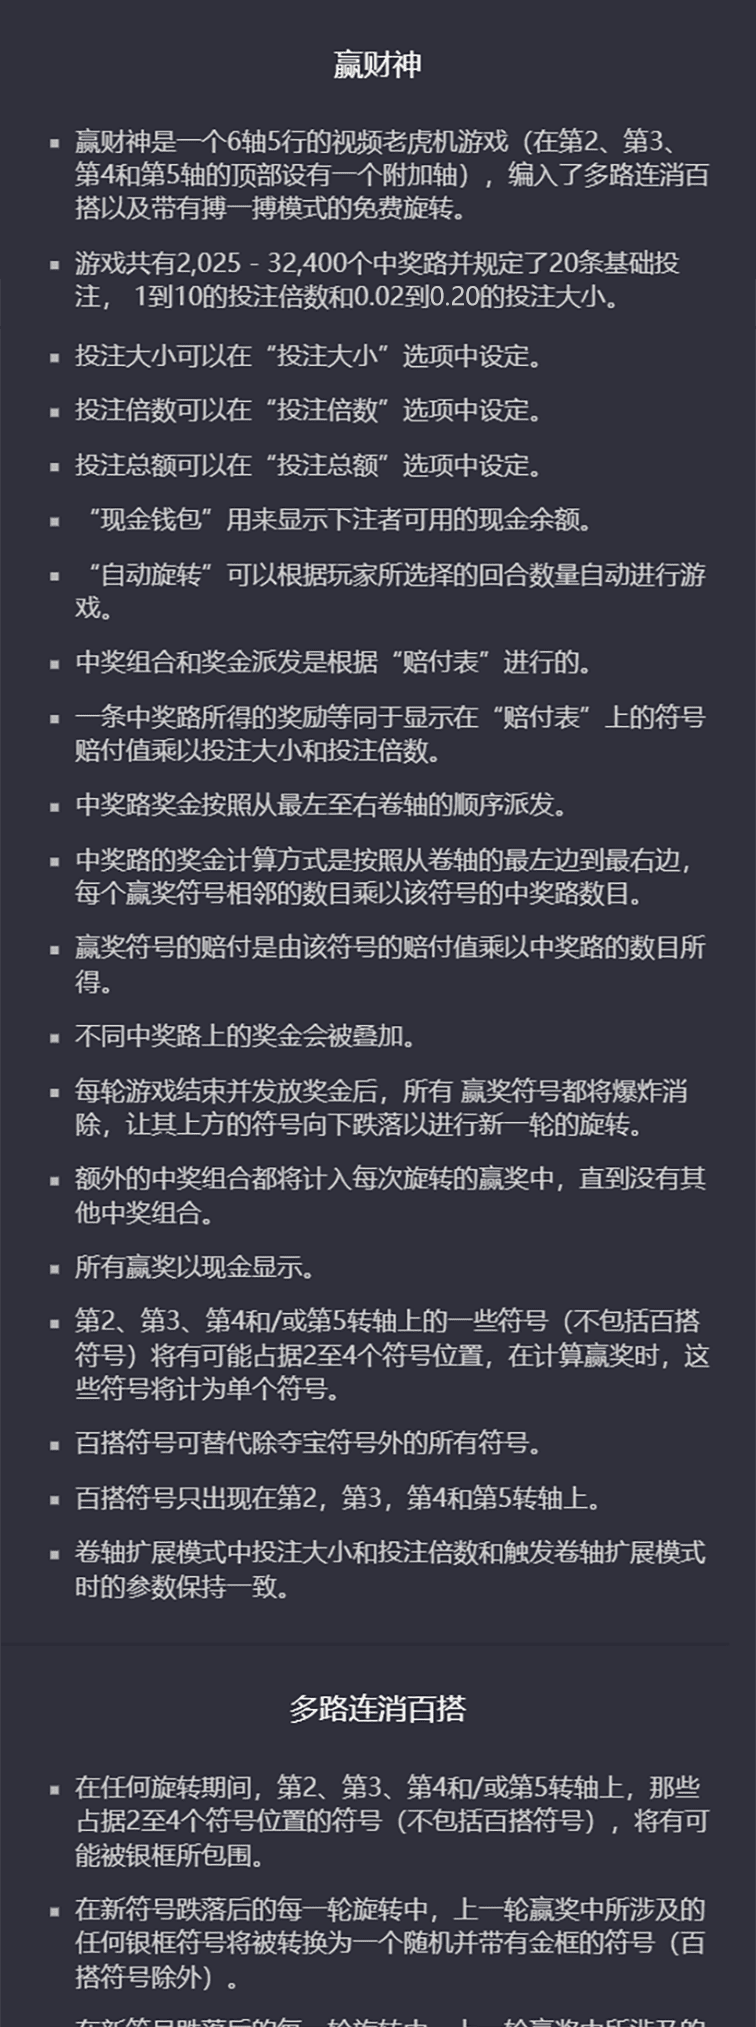 赢财神
赢财神是一个6轴5行的视频老虎机游戏（在第2、第3、
第4和第5轴的顶部设有一个附加轴），编入了多路连消百
搭以及带有搏一搏模式的免费旋转。
游戏共有2,025 - 32,400个中奖路并规定了20条基础投
注， 1到10的投注倍数和0.02到0.20的投注大小。
投注大小可以在“投注大小”选项中设定。
投注倍数可以在“投注倍数”选项中设定。
投注总额可以在“投注总额”选项中设定。
“现金钱包”用来显示下注者可用的现金余额。
“自动旋转”可以根据玩家所选择的回合数量自动进行游
戏。
中奖组合和奖金派发是根据“赔付表”进行的。
一条中奖路所得的奖励等同于显示在“赔付表”上的符号
赔付值乘以投注大小和投注倍数。
中奖路奖金按照从最左至右卷轴的顺序派发。
中奖路的奖金计算方式是按照从卷轴的最左边到最右边，
每个赢奖符号相邻的数目乘以该符号的中奖路数目。
赢奖符号的赔付是由该符号的赔付值乘以中奖路的数目所
得。
不同中奖路上的奖金会被叠加。
每轮游戏结束并发放奖金后，所有 赢奖符号都将爆炸消
除，让其上方的符号向下跌落以进行新一轮的旋转。
额外的中奖组合都将计入每次旋转的赢奖中，直到没有其
他中奖组合。
所有赢奖以现金显示。
第2、第3、第4和/或第5转轴上的一些符号（不包括百搭
符号）将有可能占据2至4个符号位置，在计算赢奖时，这
些符号将计为单个符号。
百搭符号可替代除夺宝符号外的所有符号。
百搭符号只出现在第2，第3，第4和第5转轴上。
卷轴扩展模式中投注大小和投注倍数和触发卷轴扩展模式
时的参数保持一致。
多路连消百搭
在任何旋转期间，第2、第3、第4和/或第5转轴上，那些
占据2至4个符号位置的符号（不包括百搭符号），将有可
能被银框所包围。
在新符号跌落后的每一轮旋转中，上一轮赢奖中所涉及的
任何银框符号将被转换为一个随机并带有金框的符号（百
搭符号除外）。
在新符号跌落后的每一轮旋转中，上一轮赢奖中所涉及的